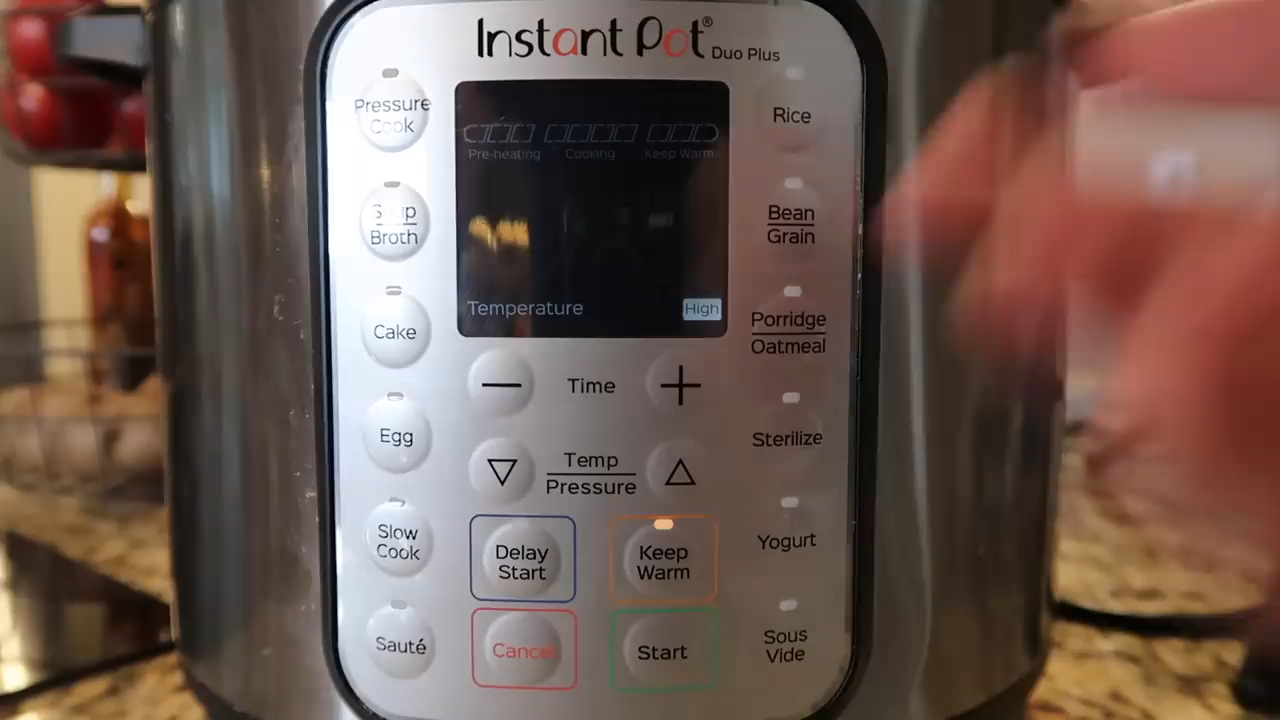 Instant Pot® Duo Plus
Pressure
Cook
Soup
Broth
Cake
Egg
Slow
Cook
Sauté
Pre-heating Cooking Keep Warm
Temperature High
− Time +
Temp
Pressure
Delay
Start
Keep
Warm
Cancel
Start
Rice
Bean
Grain
Porridge
Oatmeal
Sterilize
Yogurt
Sous
Vide